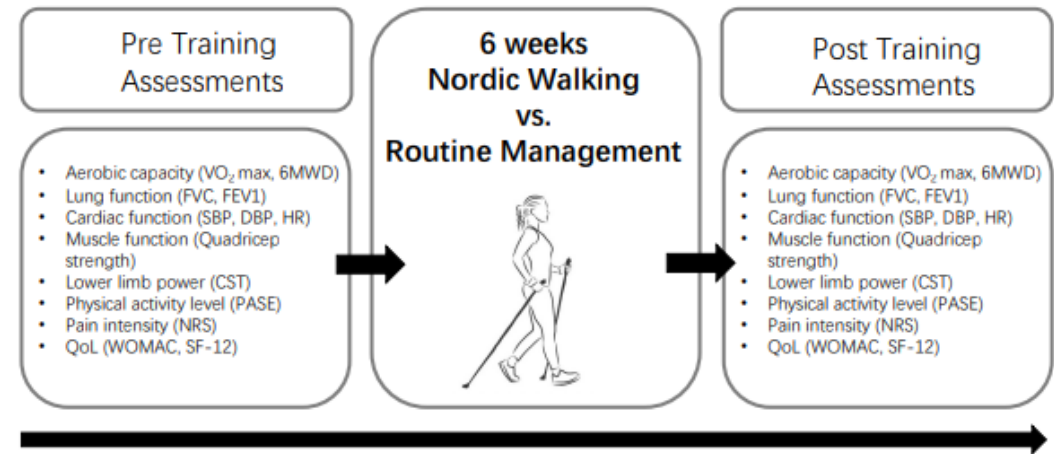 Pre Training
Assessments
• Aerobic capacity (VO₂ max, 6MWD)
• Lung function (FVC, FEV1)
• Cardiac function (SBP, DBP, HR)
• Muscle function (Quadricep
strength)
• Lower limb power (CST)
• Physical activity level (PASE)
• Pain intensity (NRS)
• QoL (WOMAC, SF-12)
6 weeks
Nordic Walking
vs.
Routine Management
Post Training
Assessments
• Aerobic capacity (VO₂ max, 6MWD)
• Lung function (FVC, FEV1)
• Cardiac function (SBP, DBP, HR)
• Muscle function (Quadricep
strength)
• Lower limb power (CST)
• Physical activity level (PASE)
• Pain intensity (NRS)
• QoL (WOMAC, SF-12)